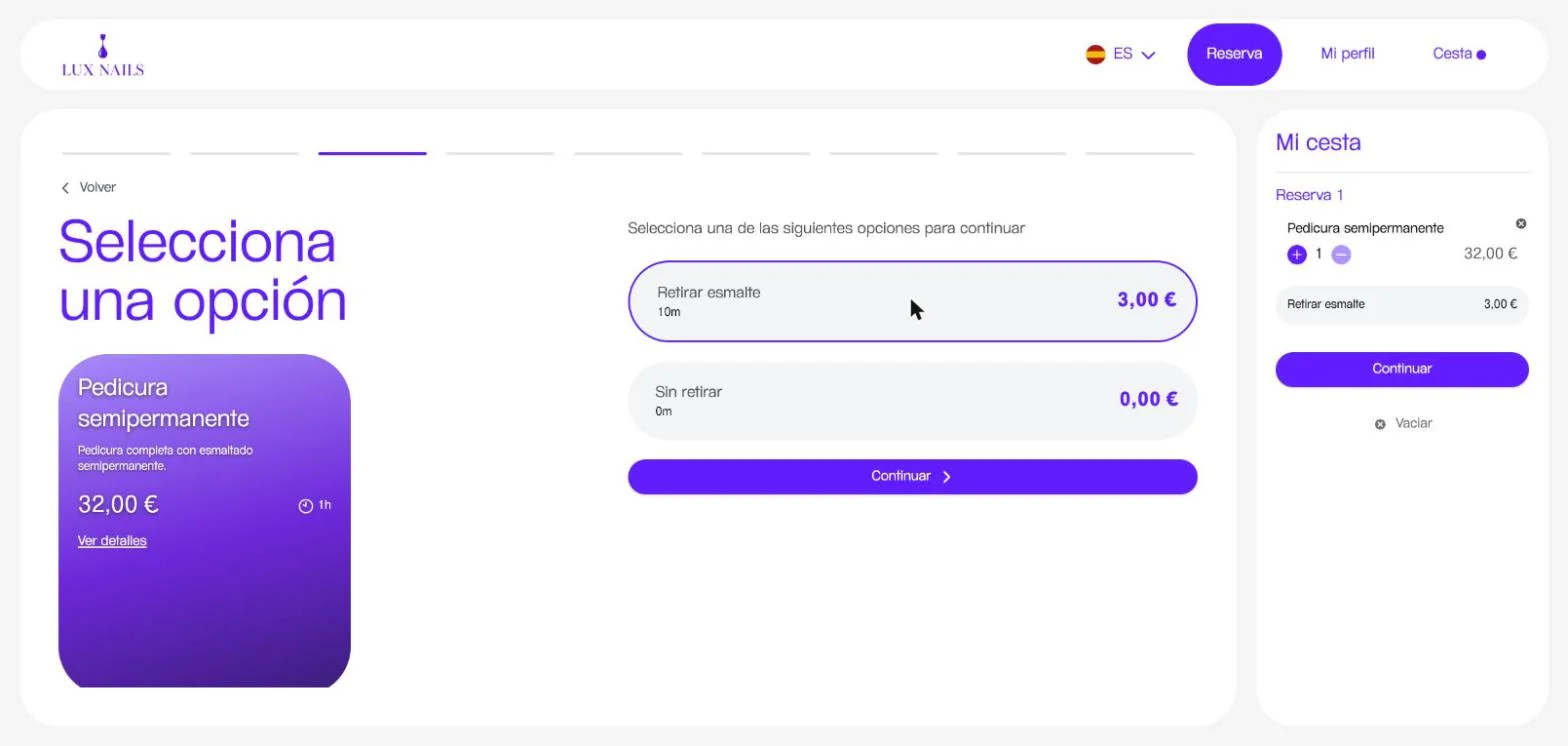 LUX NAILS
ES
Reserva
Mi perfil
Cesta
Volver
Selecciona
una opción
Pedicura
semipermanente
Pedicura completa con esmaltado
semipermanente.
32,00 €
1h
Ver detalles
Selecciona una de las siguientes opciones para continuar
Retirar esmalte
10m
3,00 €
Sin retirar
0m
0,00 €
Continuar
Mi cesta
Reserva 1
Pedicura semipermanente
1
32,00 €
Retirar esmalte 3,00 €
Continuar
Vaciar